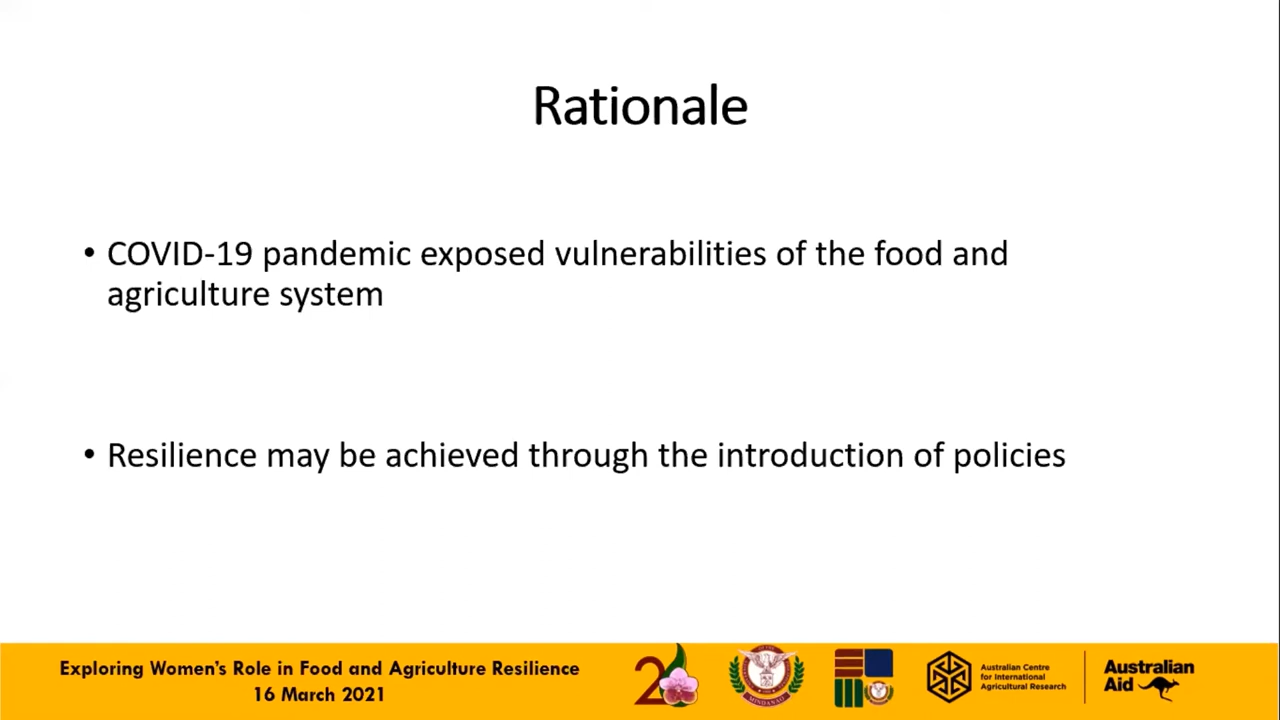 Rationale
• COVID-19 pandemic exposed vulnerabilities of the food and
agriculture system
• Resilience may be achieved through the introduction of policies
Exploring Women's Role in Food and Agriculture Resilience
16 March 2021
26
MINDANAO
Australian Centre
for International
Agricultural Research
Australian
Aid